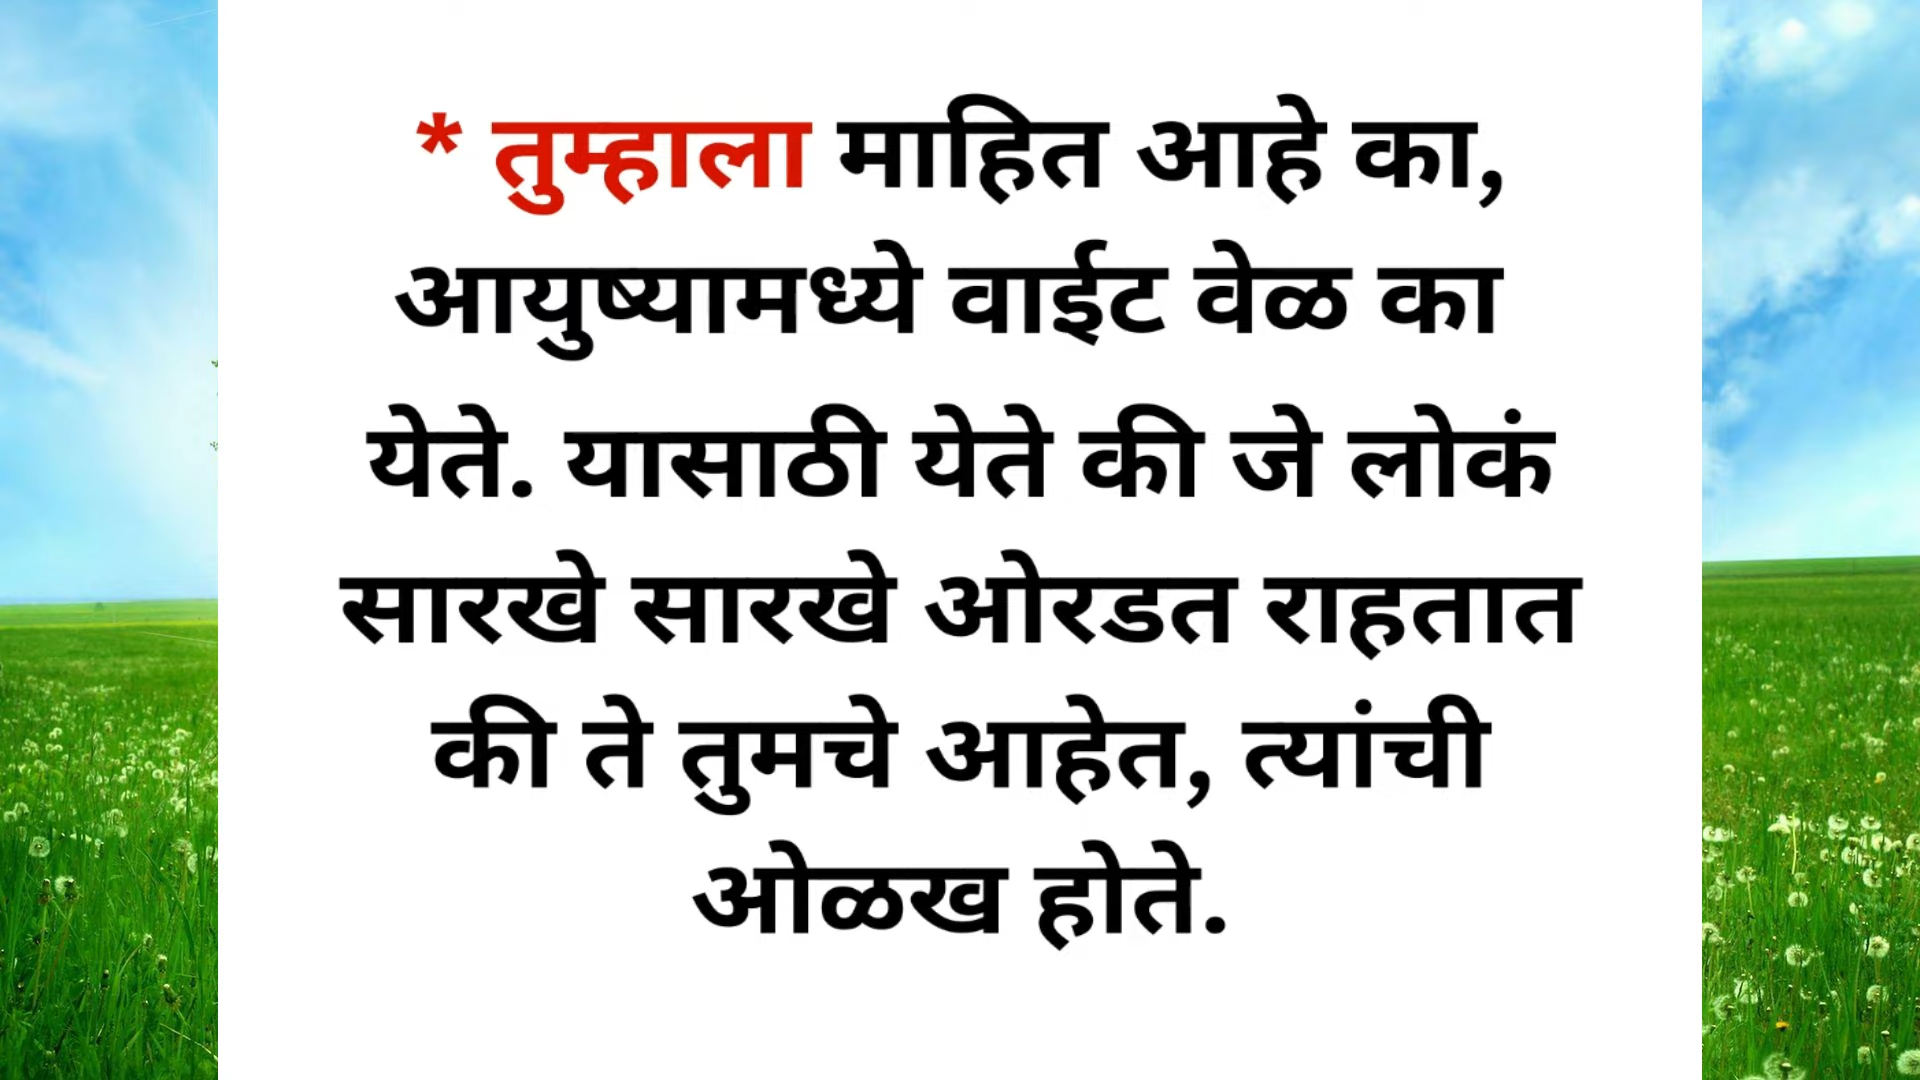 * तुम्हाला माहित आहे का,
आयुष्यामध्ये वाईट वेळ का
येते. यासाठी येते की जे लोकं
सारखे सारखे ओरडत राहतात
की ते तुमचे आहेत, त्यांची
ओळख होते.